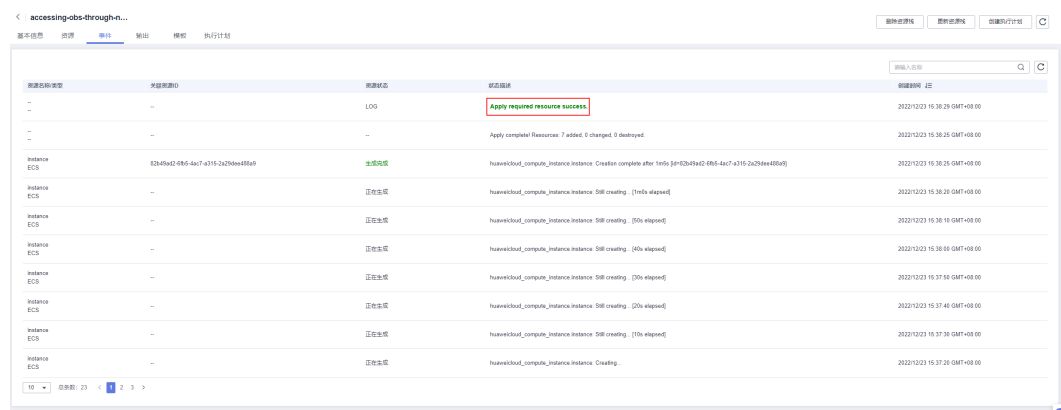 accessing-obs-through-n...
删除资源栈 更新资源栈 创建执行计划
基本信息 资源 事件 输出 模板 执行计划
请输入名称
资源名称/类型 关联资源ID 资源状态 状态描述 创建时间
-- -- LOG Apply required resource success. 2022/12/23 15:38:29 GMT+08:00
--
-- -- -- Apply complete! Resources: 7 added, 0 changed, 0 destroyed. 2022/12/23 15:38:25 GMT+08:00
--
instance 82b49ad2-6fb5-4ac7-a315-2a29dee488a9 生成完成 huaweicloud_compute_instance.instance: Creation complete after 1m5s [id=82b49ad2-6fb5-4ac7-a315-2a29dee488a9] 2022/12/23 15:38:25 GMT+08:00
ECS
instance -- 正在生成 huaweicloud_compute_instance.instance: Still creating... [1m0s elapsed] 2022/12/23 15:38:20 GMT+08:00
ECS
instance -- 正在生成 huaweicloud_compute_instance.instance: Still creating... [50s elapsed] 2022/12/23 15:38:10 GMT+08:00
ECS
instance -- 正在生成 huaweicloud_compute_instance.instance: Still creating... [40s elapsed] 2022/12/23 15:38:00 GMT+08:00
ECS
instance -- 正在生成 huaweicloud_compute_instance.instance: Still creating... [30s elapsed] 2022/12/23 15:37:50 GMT+08:00
ECS
instance -- 正在生成 huaweicloud_compute_instance.instance: Still creating... [20s elapsed] 2022/12/23 15:37:40 GMT+08:00
ECS
instance -- 正在生成 huaweicloud_compute_instance.instance: Still creating... [10s elapsed] 2022/12/23 15:37:30 GMT+08:00
ECS
instance -- 正在生成 huaweicloud_compute_instance.instance: Creating... 2022/12/23 15:37:20 GMT+08:00
ECS
10 总条数: 23 < 1 2 3 >